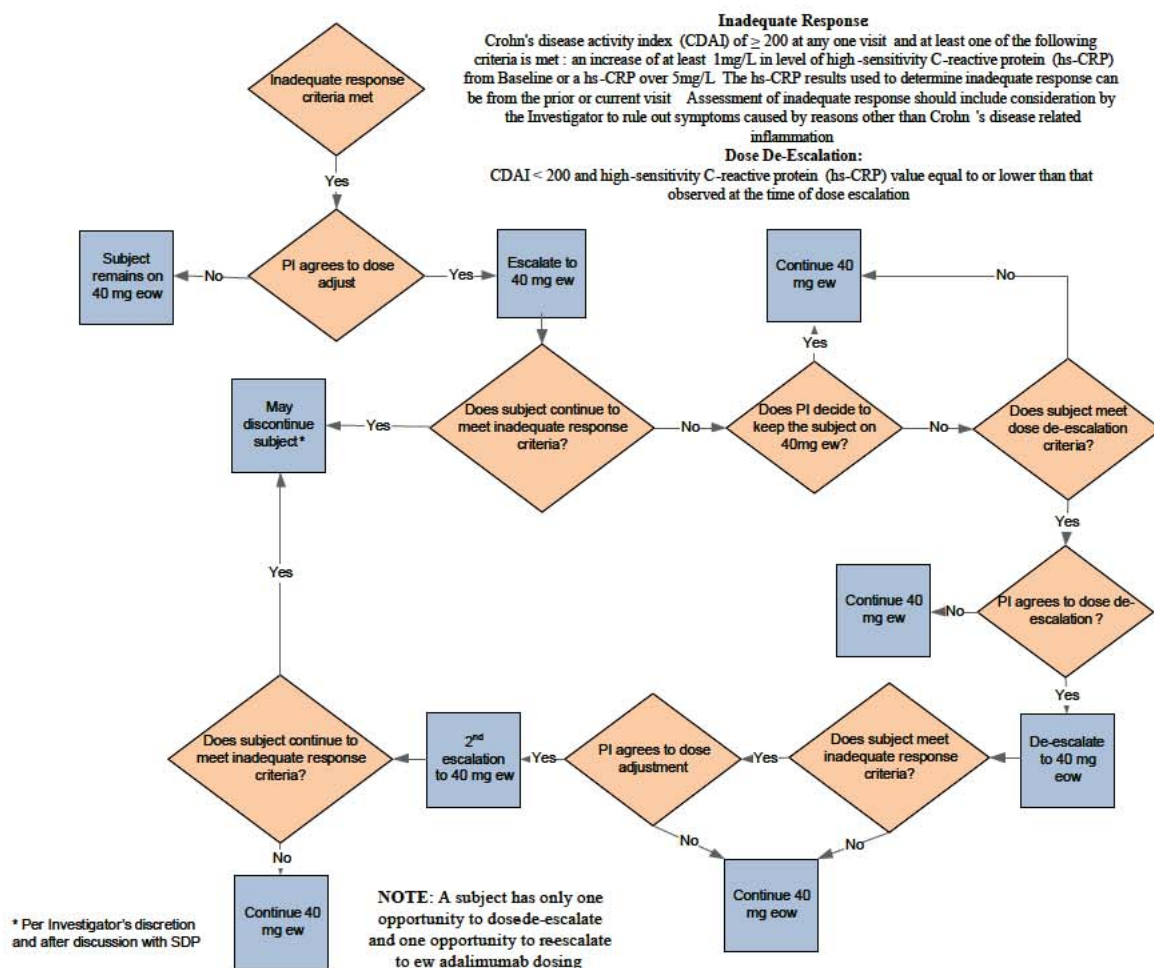 Inadequate Response
Crohn's disease activity index (CDAI) of ≥ 200 at any one visit and at least one of the following
criteria is met : an increase of at least 1mg/L in level of high -sensitivity C-reactive protein (hs-CRP)
from Baseline or a hs-CRP over 5mg/L The hs-CRP results used to determine inadequate response can
be from the prior or current visit Assessment of inadequate response should include consideration by
the Investigator to rule out symptoms caused by reasons other than Crohn 's disease related
inflammation
Dose De-Escalation:
CDAI < 200 and high-sensitivity C-reactive protein (hs-CRP) value equal to or lower than that
observed at the time of dose escalation
Inadequate response
criteria met
Yes
PI agrees to dose
adjust
No
Subject
remains on
40 mg eow
Yes
Escalate to
40 mg ew
Does subject continue to
meet inadequate response
criteria?
Yes
May
discontinue
subject *
No
Does PI decide to
keep the subject on
40mg ew?
Yes
Continue 40
mg ew
No
Does subject meet
dose de-escalation
criteria?
No
Yes
PI agrees to dose de-
escalation ?
No
Continue 40
mg ew
Yes
De-escalate
to 40 mg
eow
Does subject meet
inadequate response
criteria?
Yes
No
PI agrees to dose
adjustment
No
Continue 40
mg eow
Yes
2nd
escalation
to 40 mg ew
Does subject continue to
meet inadequate response
criteria?
Yes
No
Continue 40
mg ew
* Per Investigator's discretion
and after discussion with SDP
NOTE: A subject has only one
opportunity to dose de-escalate
and one opportunity to re-escalate
to ew adalimumab dosing